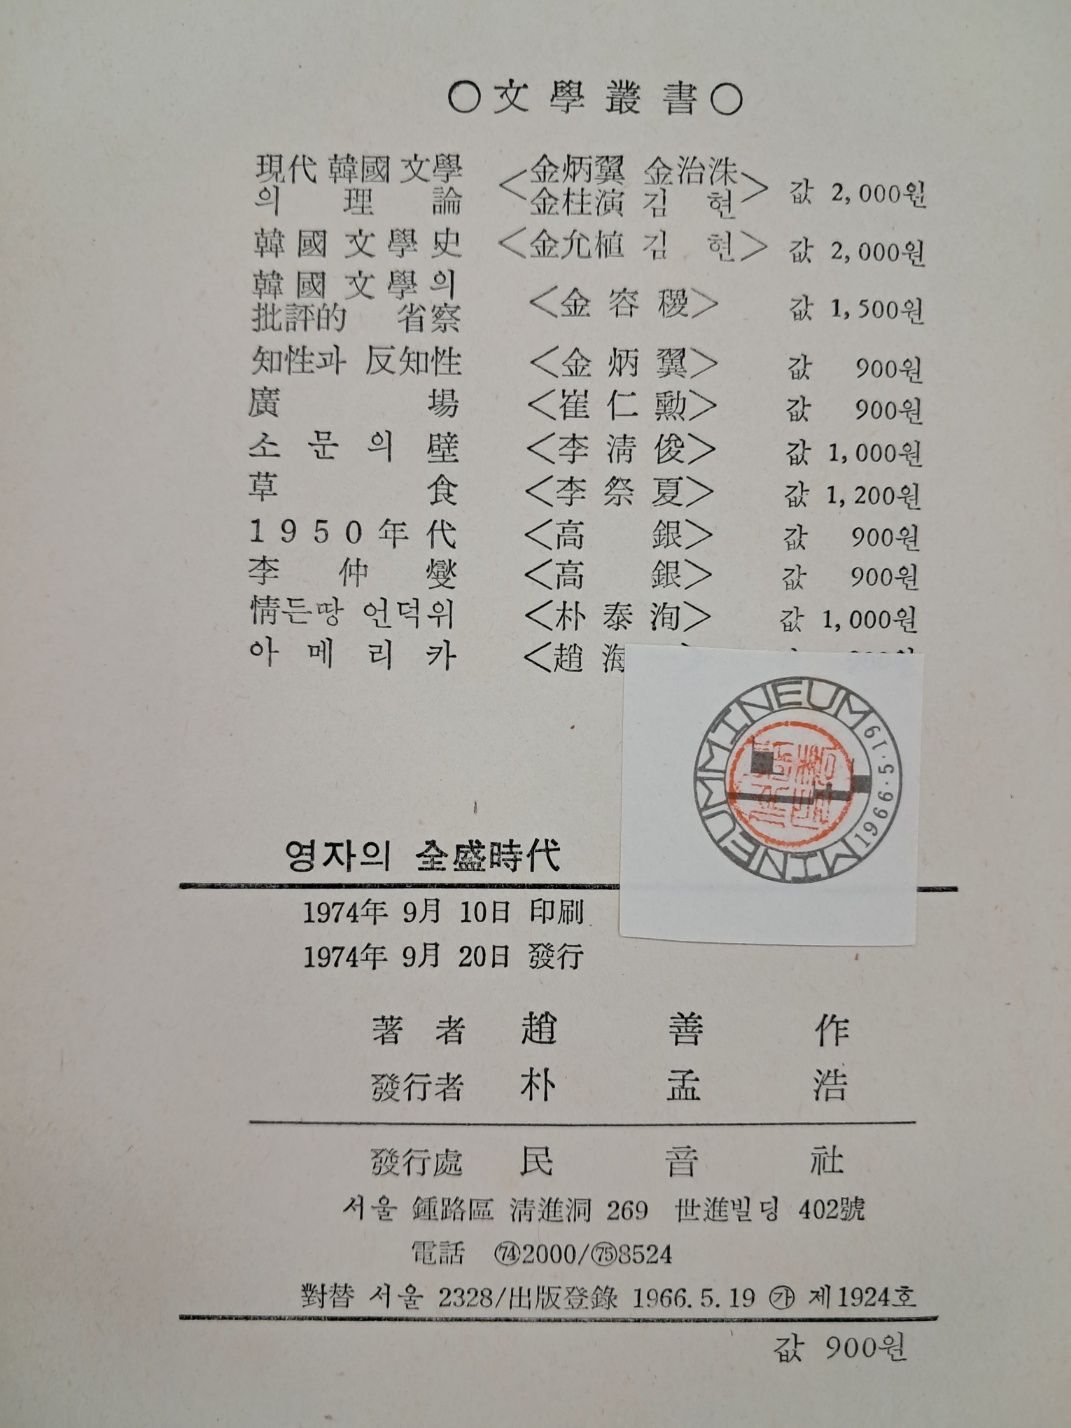 ○文學叢書○
現代 韓國 文學의 理論 <金炳翼 金治洙 金柱演 김현> 값 2,000원
韓國文學史 <金允植 김현> 값 2,000원
韓國文學의 批評的 省察 <金容稷> 값 1,500원
知性과 反知性 <金炳翼> 값 900원
廣場 <崔仁勳> 값 900원
소문의 壁 <李淸俊> 값 1,000원
草食 <李祭夏> 값 1,200원
1950年代 <高銀> 값 900원
李仲燮 <高銀> 값 900원
情든땅 언덕위 <朴泰洵> 값 1,000원
아메리카 <趙海
MINEUM MINEUM 1966·5·19
영자의 全盛時代
1974年 9月 10日 印刷
1974年 9月 20日 發行
著者 趙善作
發行者 朴孟浩
發行處 民音社
서울 鍾路區 淸進洞 269 世進빌딩 402號
電話 ㉔2000/㉕8524
對替 서울 2328/出版登錄 1966.5.19 ㉮ 제1924호
값 900원